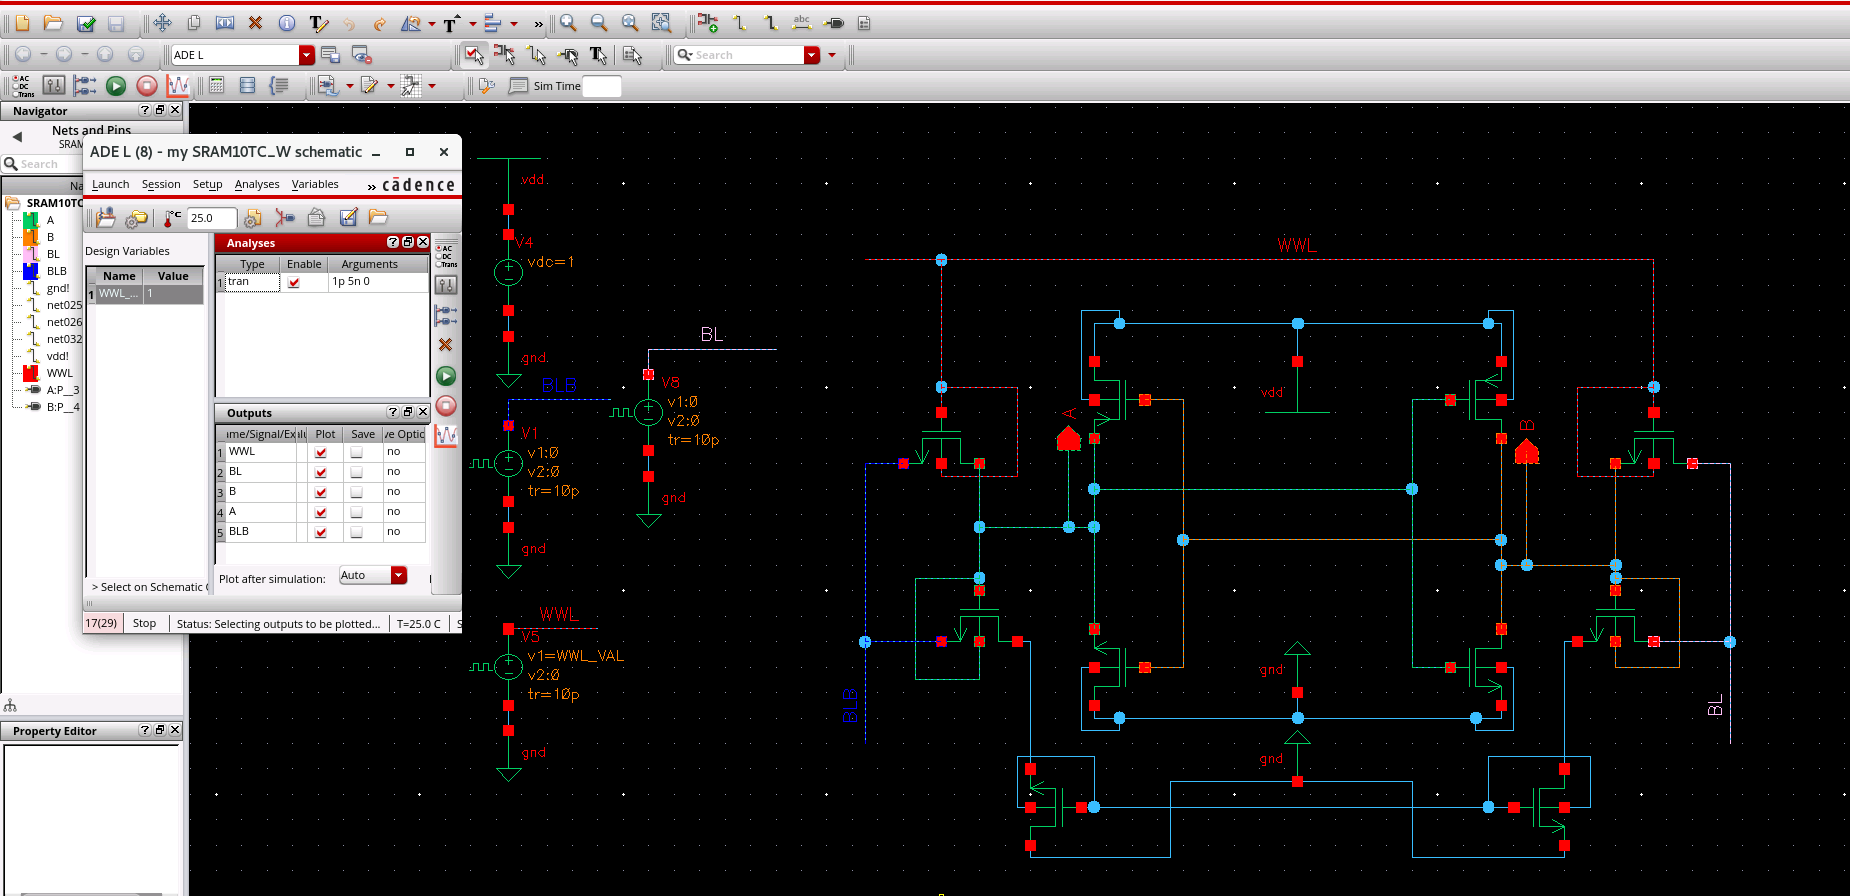 ADE L
Search
AC
DC
Trans
Sim Time
Navigator
Nets and Pins
SRAM
Search
Na
SRAM10TC
A
B
BL
BLB
gnd!
net025
net026
net032
vdd!
WWL
A:P__3
B:P__4
Property Editor
ADE L (8) - my SRAM10TC_W schematic
Launch Session Setup Analyses Variables » cādence
°C 25.0
Design Variables
Name Value
1 WWL_... 1
> Select on Schematic
Analyses
Type Enable Arguments
1 tran 1p 5n 0
Outputs
Plot Save
1 WWL no
2 BL no
3 B no
4 A no
5 BLB no
Plot after simulation: Auto
AC
DC
Trans
17(29) Stop Status: Selecting outputs to be plotted... T=25.0 C S
vdd
V4
vdc=1
gnd
BLB
V1
v1:0
v2:0
tr=10p
gnd
BL
V8
v1:0
v2:0
tr=10p
gnd
WWL
V5
v1=WWL_VAL
v2:0
tr=10p
gnd
WWL
vdd
A
B
gnd
gnd
BLB
BL